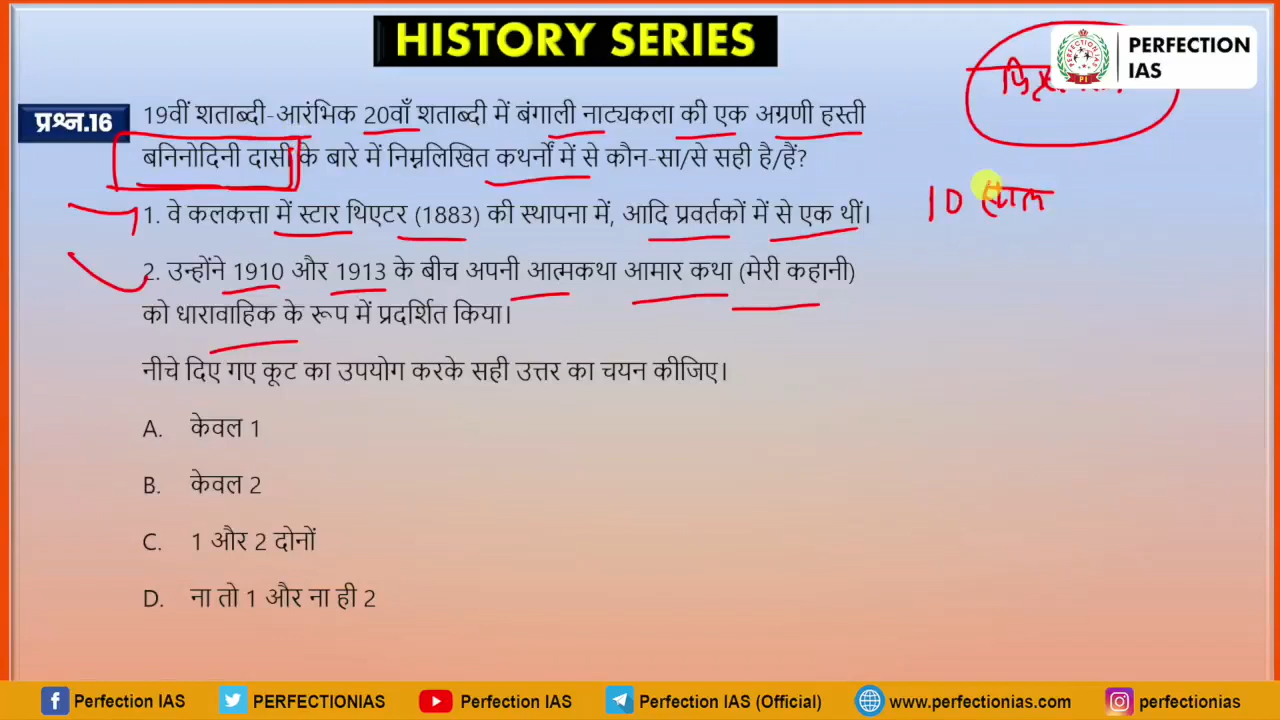 HISTORY SERIES
PERFECTION
IAS
प्रश्न.16
19वीं शताब्दी-आरंभिक 20वाँ शताब्दी में बंगाली नाट्यकला की एक अग्रणी हस्ती
बनिनोदिनी दासी के बारे में निम्नलिखित कथनों में से कौन-सा/से सही है/हैं?
10 साल
1. वे कलकत्ता में स्टार थिएटर (1883) की स्थापना में, आदि प्रवर्तकों में से एक थीं।
2. उन्होंने 1910 और 1913 के बीच अपनी आत्मकथा आमार कथा (मेरी कहानी)
को धारावाहिक के रूप में प्रदर्शित किया।
नीचे दिए गए कूट का उपयोग करके सही उत्तर का चयन कीजिए।
A. केवल 1
B. केवल 2
C. 1 और 2 दोनों
D. ना तो 1 और ना ही 2
Perfection IAS PERFECTIONIAS Perfection IAS Perfection IAS (Official) www.perfectionias.com perfectionias